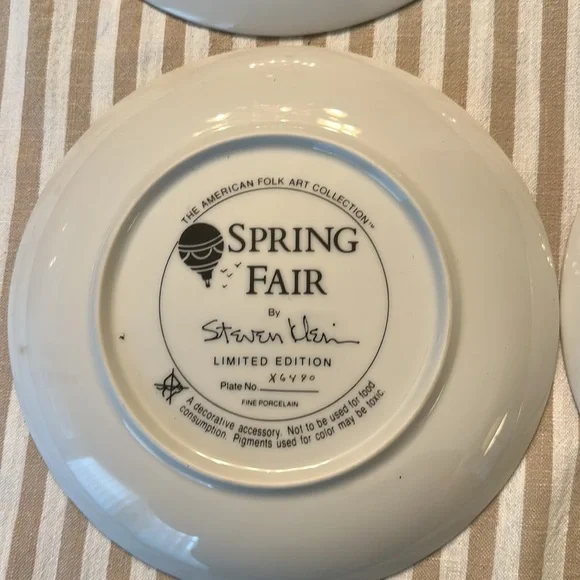 THE AMERICAN FOLK ART COLLECTION™
SPRING
FAIR
By
Steven Klein
LIMITED EDITION
Plate No. X6490
FINE PORCELAIN
A decorative accessory. Not to be used for food
consumption. Pigments used for color may be toxic.